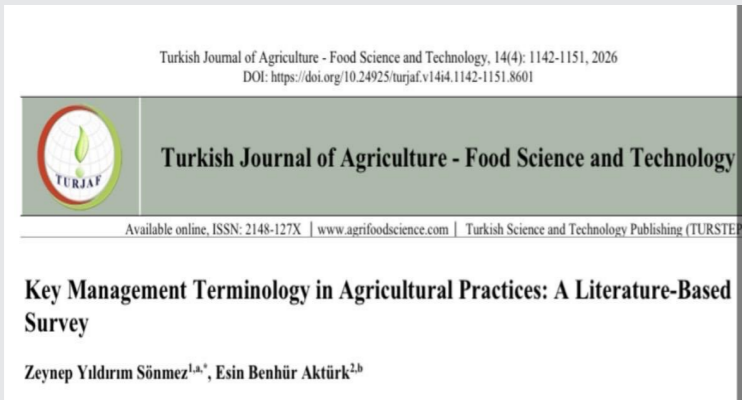 Turkish Journal of Agriculture - Food Science and Technology, 14(4): 1142-1151, 2026
DOI: https://doi.org/10.24925/turjaf.v14i4.1142-1151.8601
TURJAF
Turkish Journal of Agriculture - Food Science and Technology
Available online, ISSN: 2148-127X | www.agrifoodscience.com | Turkish Science and Technology Publishing (TURSTEP
Key Management Terminology in Agricultural Practices: A Literature-Based
Survey
Zeynep Yıldırım Sönmez1,a,*, Esin Benhür Aktürk2,b